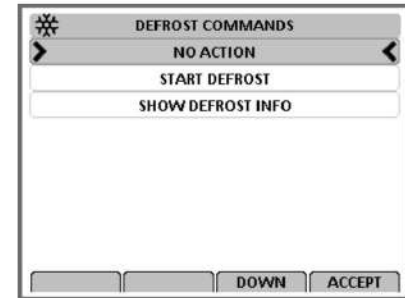 DEFROST COMMANDS
NO ACTION
START DEFROST
SHOW DEFROST INFO
DOWN ACCEPT